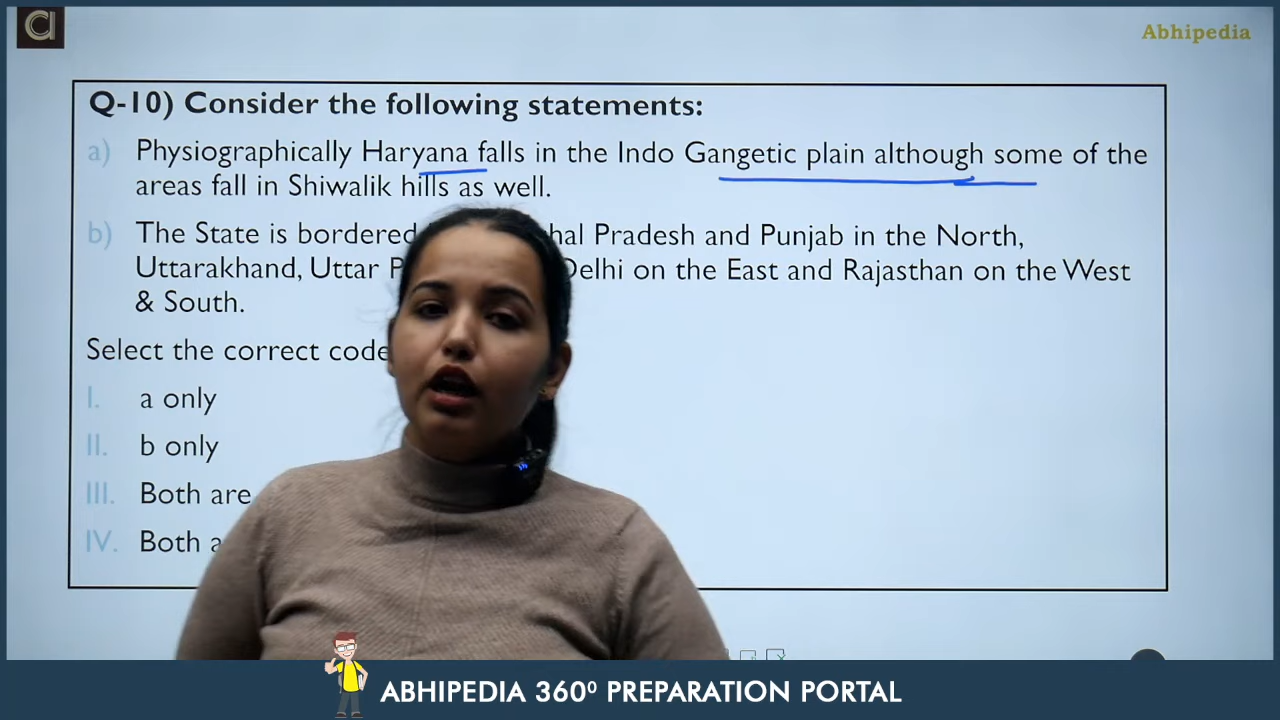 Abhipedia
Q-10) Consider the following statements:
a) Physiographically Haryana falls in the Indo Gangetic plain although some of the
areas fall in Shiwalik hills as well.
b) The State is bordered hal Pradesh and Punjab in the North,
Uttarakhand, Uttar Delhi on the East and Rajasthan on the West
& South.
Select the correct code
I. a only
II. b only
III. Both are
IV. Both
ABHIPEDIA 360⁰ PREPARATION PORTAL